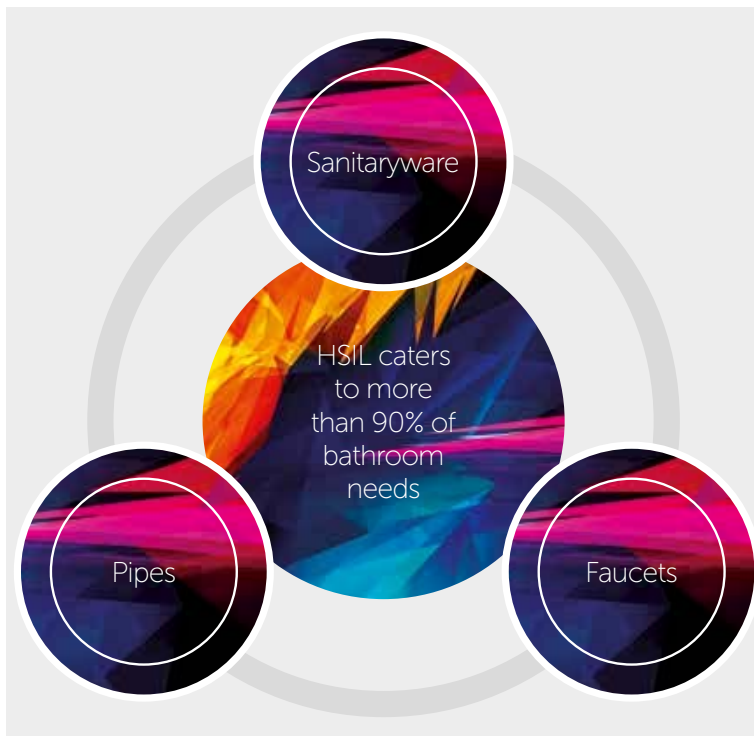 Sanitaryware
HSIL caters
to more
than 90% of
bathroom
needs
Pipes
Faucets